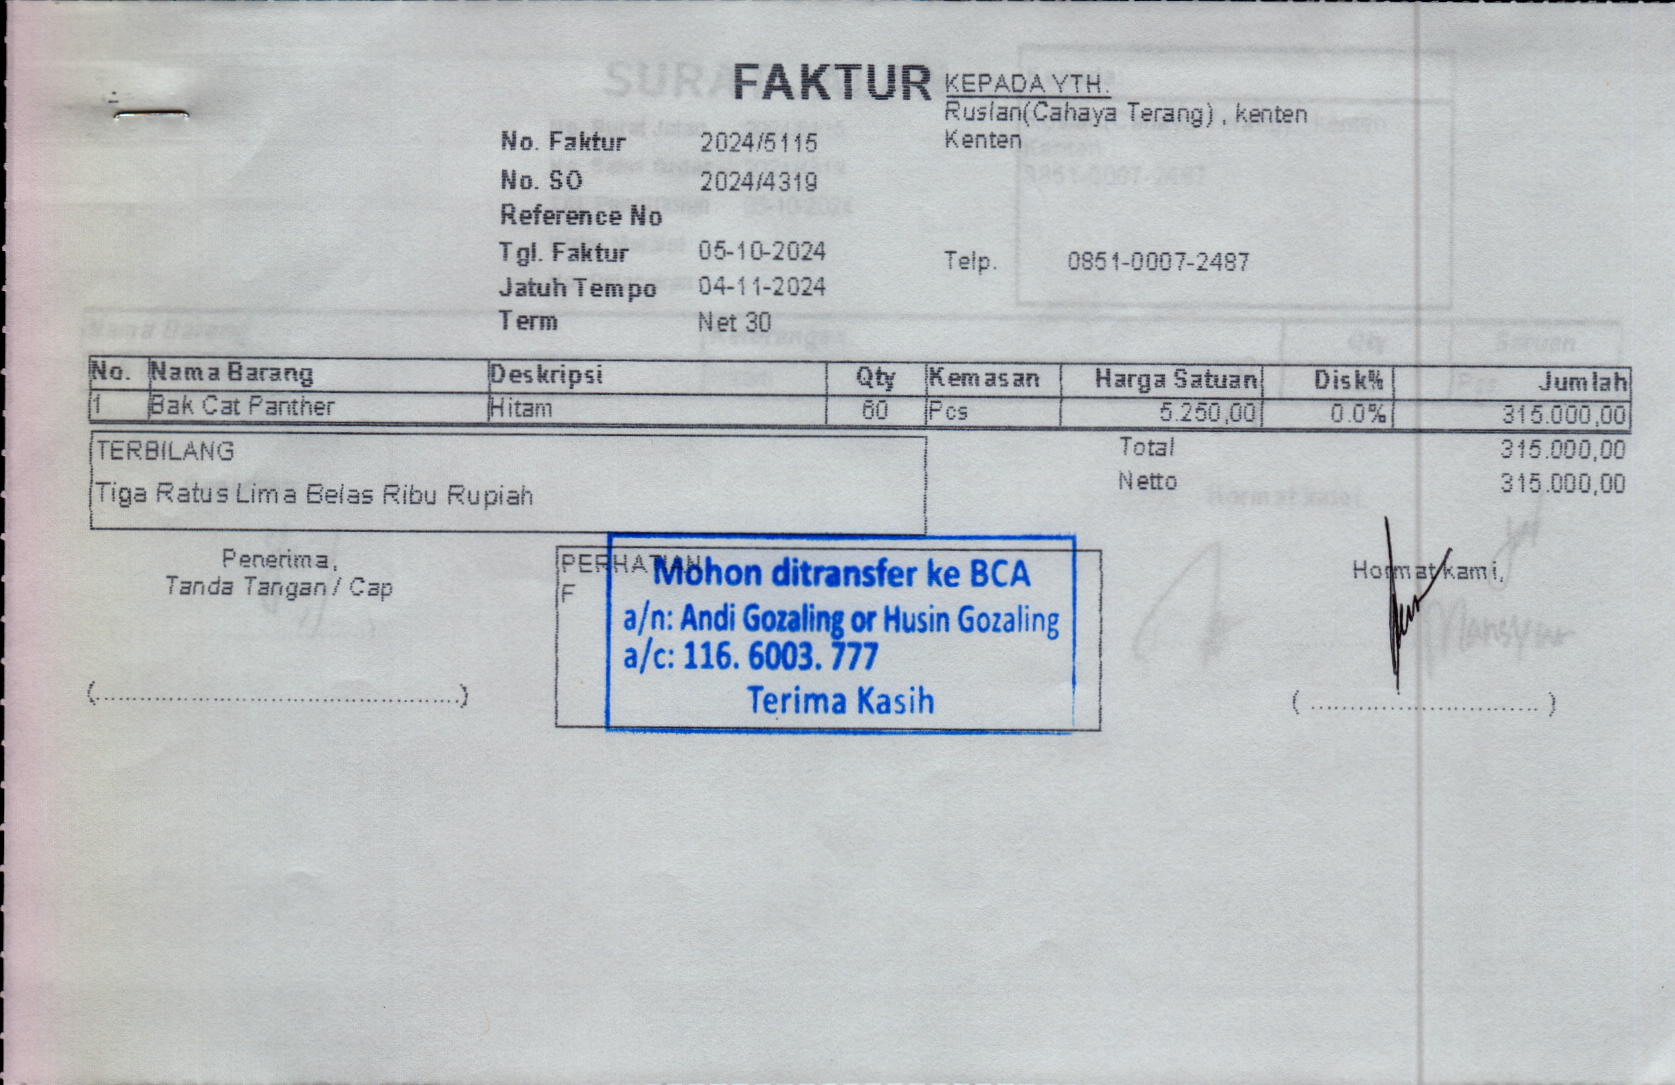 FAKTUR
No. Faktur 2024/5115
No. SO 2024/4319
Reference No
Tgl. Faktur 05-10-2024
Jatuh Tempo 04-11-2024
Term Net 30
KEPADA YTH.
Ruslan(Cahaya Terang) , kenten
Kenten
Telp. 0851-0007-2487
No. Nama Barang Deskripsi Qty Kemasan Harga Satuan Disk% Jumlah
1 Bak Cat Panther Hitam 60 Pcs 5.250,00 0.0% 315.000,00
Total 315.000,00
Netto 315.000,00
TERBILANG
Tiga Ratus Lima Belas Ribu Rupiah
Penerima,
Tanda Tangan / Cap
(............................................)
PERHATIAN
F
Mohon ditransfer ke BCA
a/n: Andi Gozaling or Husin Gozaling
a/c: 116. 6003. 777
Terima Kasih
Hormat kami,
( ............................ )